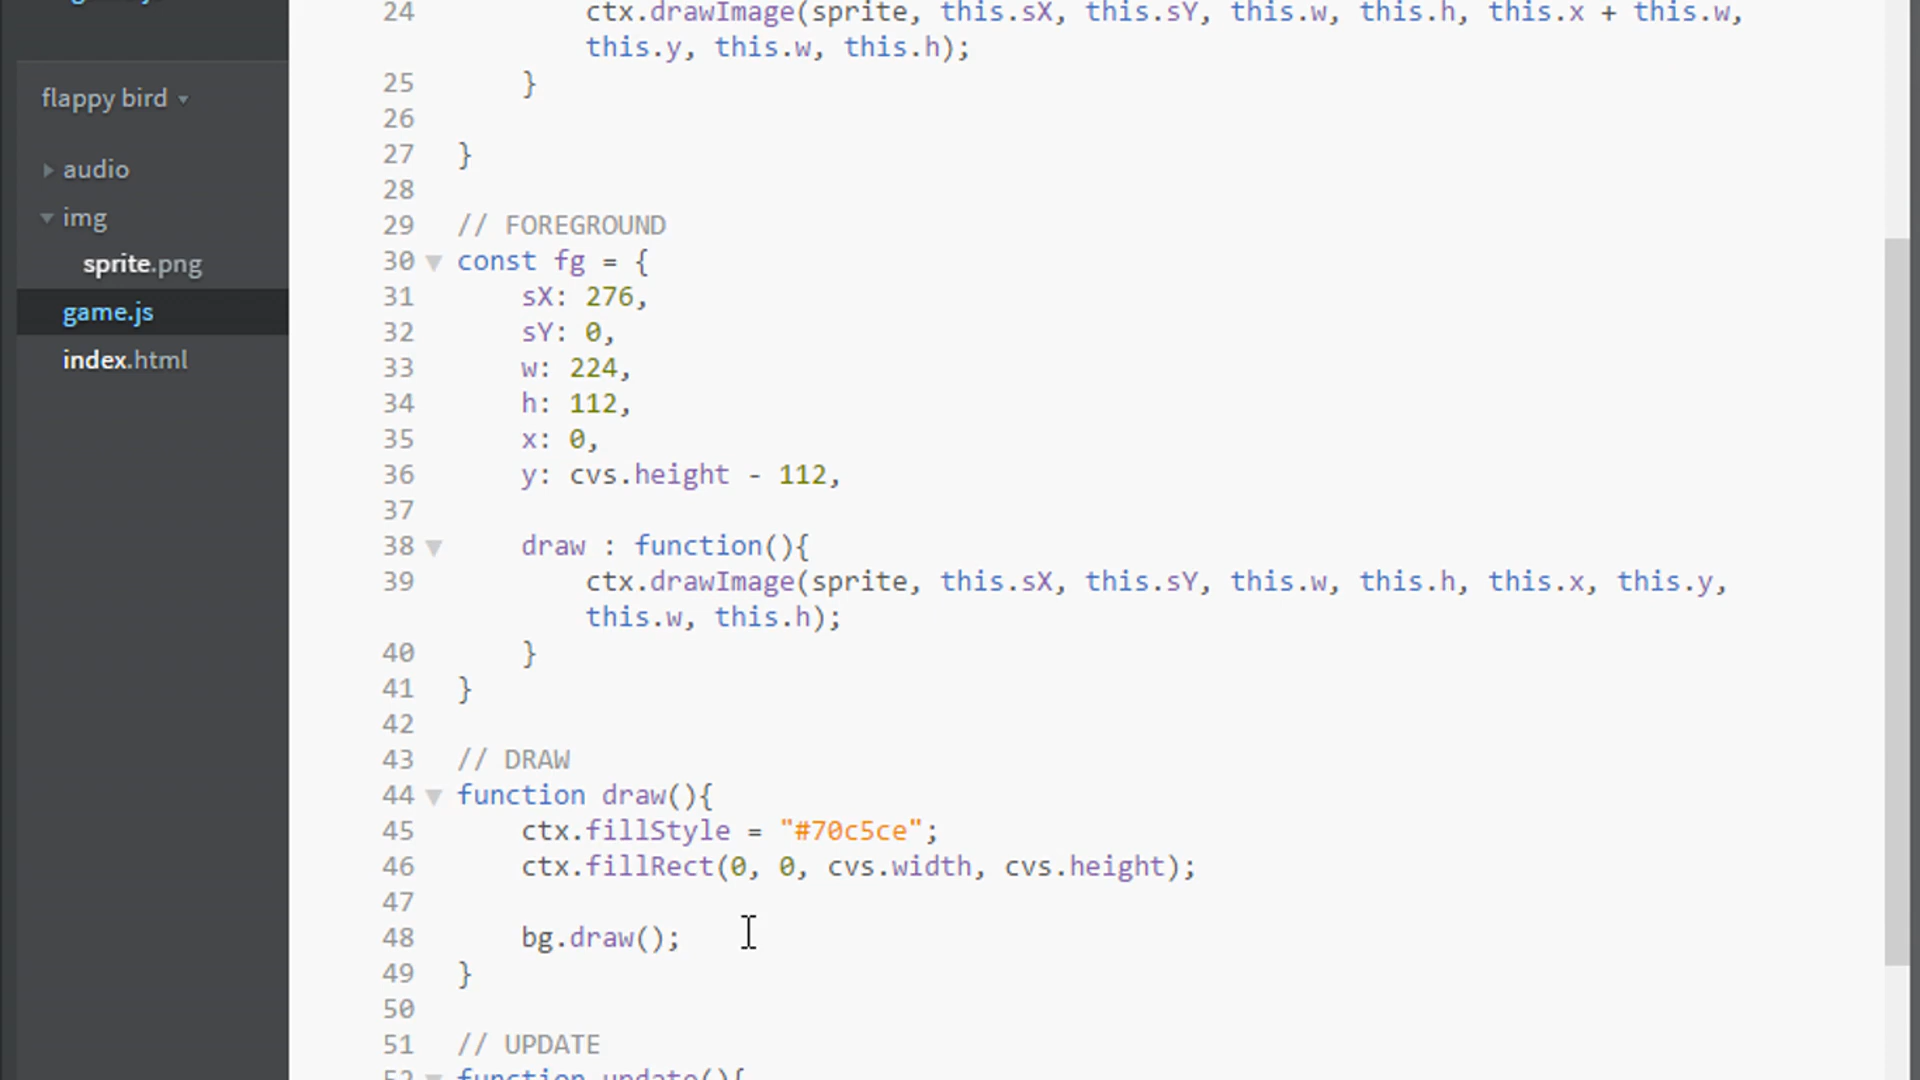 24 ctx.drawImage(sprite, this.sX, this.sY, this.w, this.h, this.x + this.w,
this.y, this.w, this.h);
25 }
26
27 }
28
29 // FOREGROUND
30 const fg = {
31 sX: 276,
32 sY: 0,
33 w: 224,
34 h: 112,
35 x: 0,
36 y: cvs.height - 112,
37
38 draw : function(){
39 ctx.drawImage(sprite, this.sX, this.sY, this.w, this.h, this.x, this.y,
this.w, this.h);
40 }
41 }
42
43 // DRAW
44 function draw(){
45 ctx.fillStyle = "#70c5ce";
46 ctx.fillRect(0, 0, cvs.width, cvs.height);
47
48 bg.draw();
49 }
50
51 // UPDATE
52 function update(){
flappy bird
audio
img
sprite.png
game.js
index.html